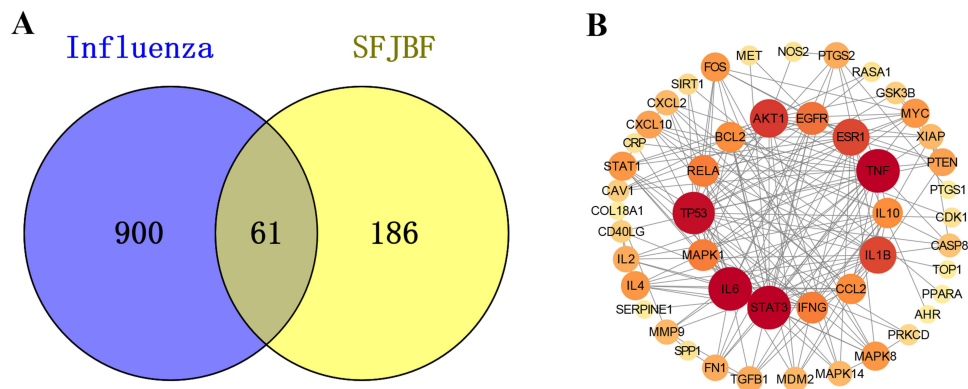 A
B
Influenza
SFJBF
900
61
186
MET
NOS2
PTGS2
FOS
RASA1
SIRT1
GSK3B
CXCL2
AKT1
EGFR
MYC
CXCL10
BCL2
ESR1
XIAP
CRP
STAT1
RELA
TNF
PTEN
CAV1
PTGS1
COL18A1
TP53
IL10
CDK1
CD40LG
CASP8
IL2
MAPK1
IL1B
TOP1
IL4
IL6
CCL2
PPARA
SERPINE1
STAT3
IFNG
AHR
MMP9
PRKCD
SPP1
MAPK8
FN1
TGFB1
MDM2
MAPK14